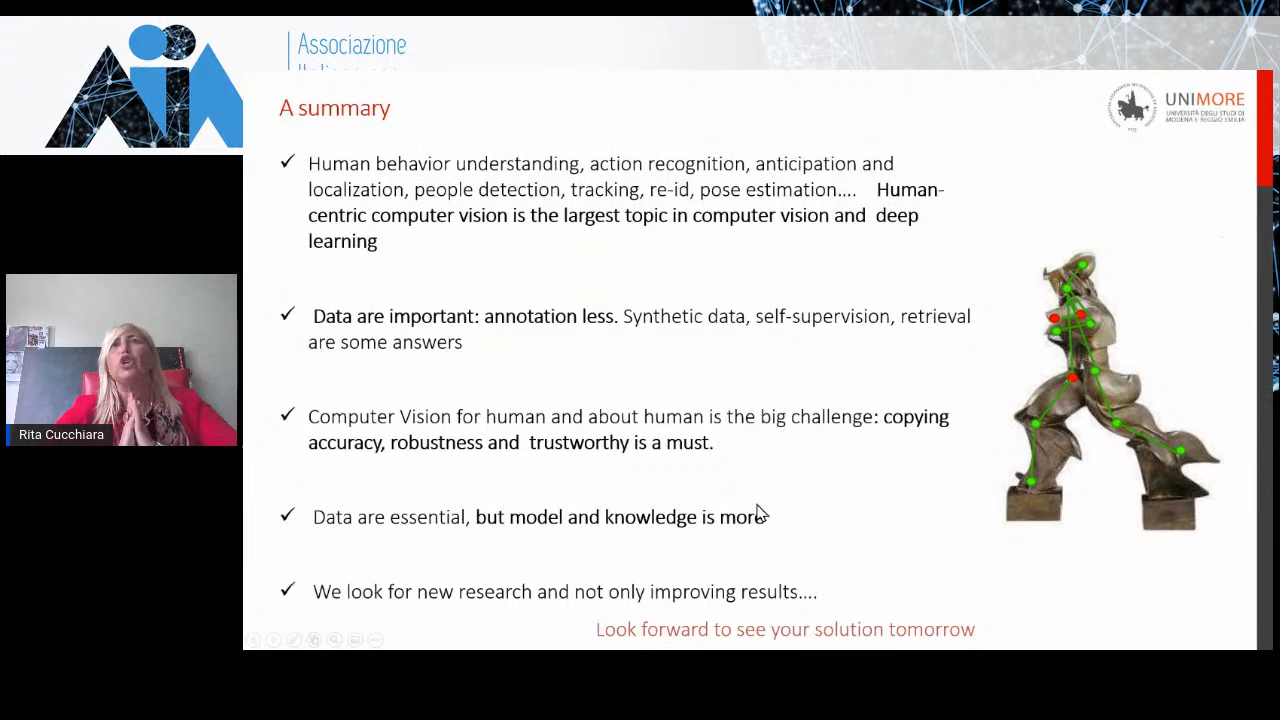 Associazione
A summary
UNIMORE
UNIVERSITÀ DEGLI STUDI DI
MODENA E REGGIO EMILIA
✓ Human behavior understanding, action recognition, anticipation and
localization, people detection, tracking, re-id, pose estimation.... Human-
centric computer vision is the largest topic in computer vision and deep
learning
✓ Data are important: annotation less. Synthetic data, self-supervision, retrieval
are some answers
✓ Computer Vision for human and about human is the big challenge: copying
accuracy, robustness and trustworthy is a must.
✓ Data are essential, but model and knowledge is more
✓ We look for new research and not only improving results....
Look forward to see your solution tomorrow
Rita Cucchiara